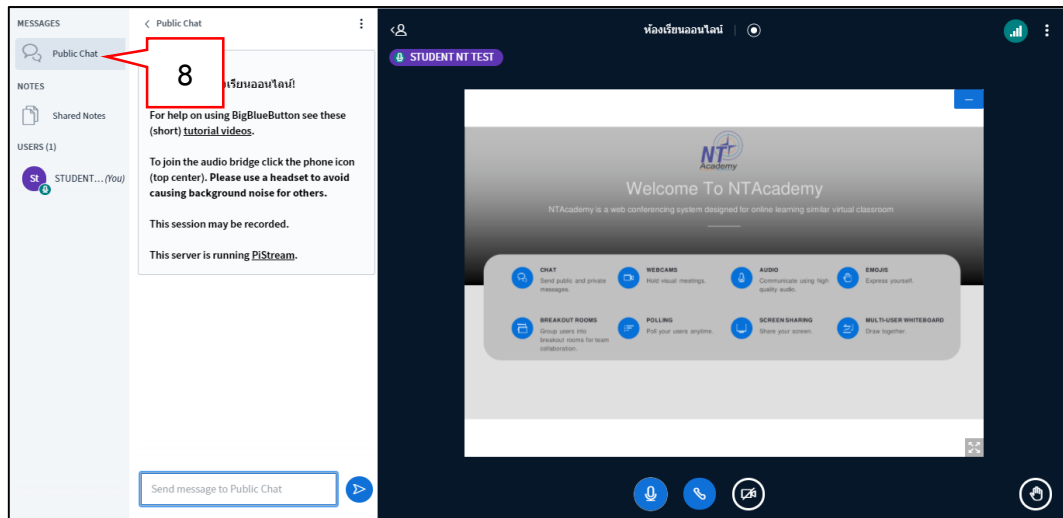 MESSAGES
Public Chat
NOTES
Shared Notes
USERS (1)
St
STUDENT...(You)
Public Chat
8
งเรียนออนไลน์!
For help on using BigBlueButton see these
(short) tutorial videos.
To join the audio bridge click the phone icon
(top center). Please use a headset to avoid
causing background noise for others.
This session may be recorded.
This server is running PiStream.
Send message to Public Chat
ห้องเรียนออนไลน์
STUDENT NT TEST
NT
Academy
Welcome To NTAcademy
NTAcademy is a web conferencing system designed for online learning similar virtual classroom
CHAT
Send public and private
messages.
WEBCAMS
Hold visual meetings.
AUDIO
Communicate using high
quality audio.
EMOJIS
Express yourself.
BREAKOUT ROOMS
Group users into
breakout rooms for team
collaboration.
POLLING
Poll your users anytime.
SCREEN SHARING
Share your screen.
MULTI-USER WHITEBOARD
Draw together.